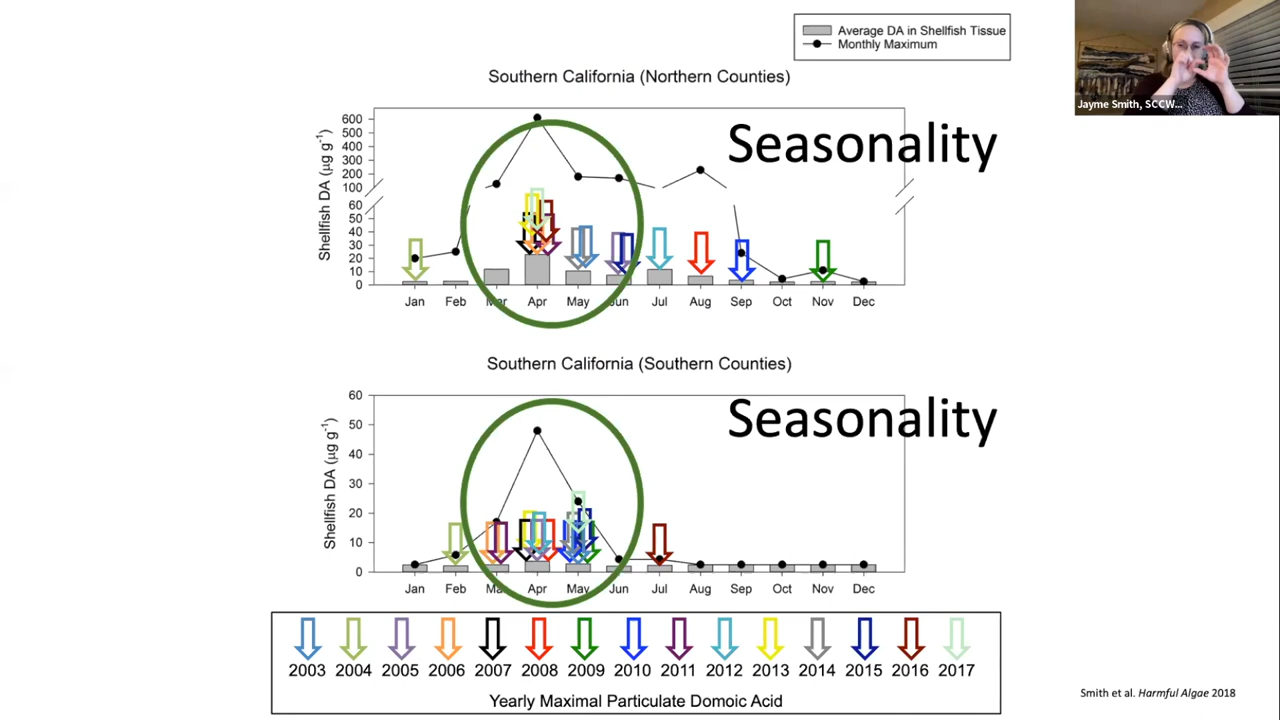 Average DA in Shellfish Tissue
Monthly Maximum
Jayme Smith, SCCW...
Southern California (Northern Counties)
Seasonality
Shellfish DA (µg g⁻¹)
600
500
400
300
200
100
60
50
40
30
20
10
0
Jan Feb Mar Apr May Jun Jul Aug Sep Oct Nov Dec
Southern California (Southern Counties)
Seasonality
Shellfish DA (µg g⁻¹)
60
50
40
30
20
10
0
Jan Feb Mar Apr May Jun Jul Aug Sep Oct Nov Dec
2003 2004 2005 2006 2007 2008 2009 2010 2011 2012 2013 2014 2015 2016 2017
Yearly Maximal Particulate Domoic Acid
Smith et al. Harmful Algae 2018